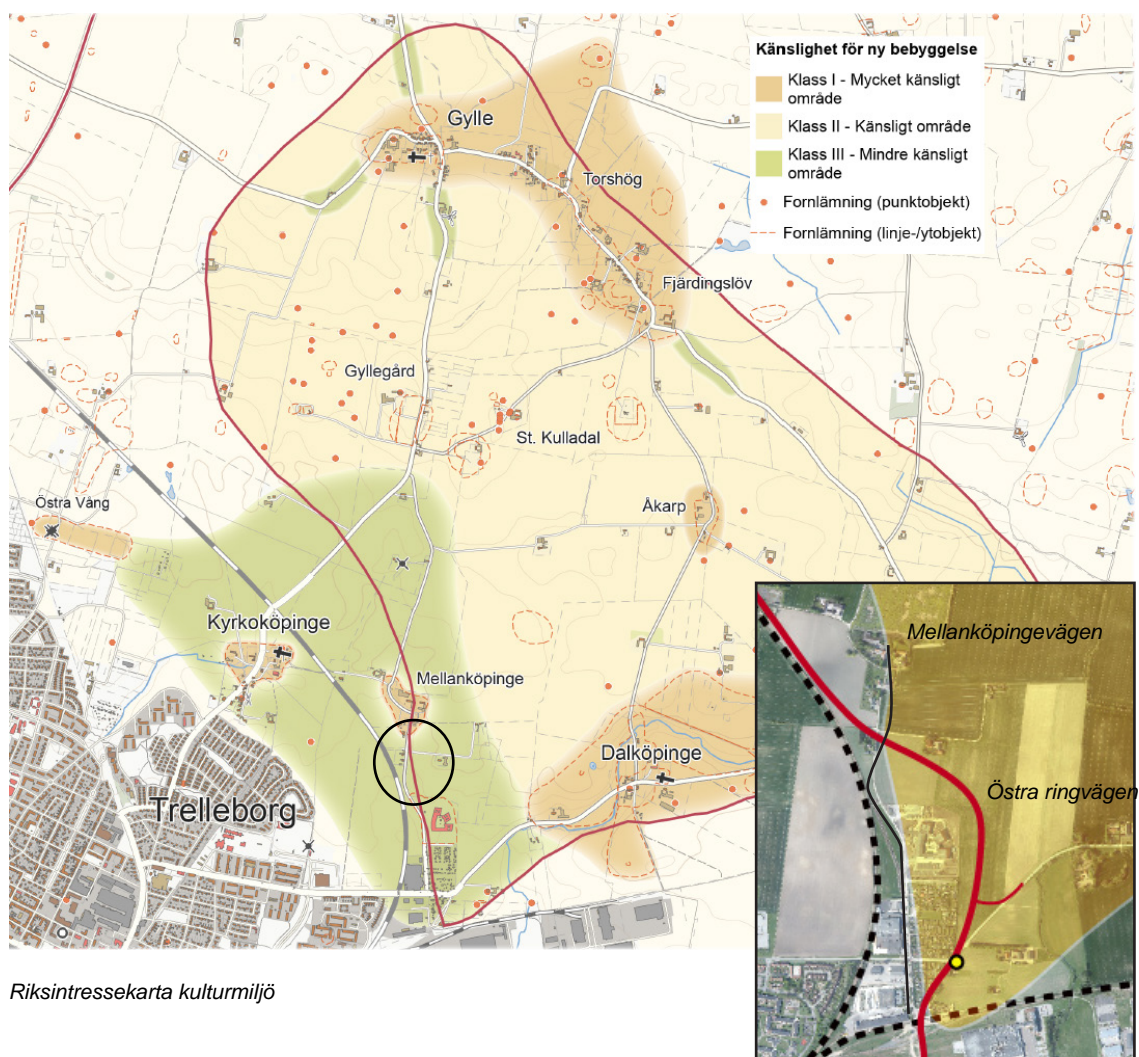 Känslighet för ny bebyggelse
Klass I - Mycket känsligt
område
Klass II - Känsligt område
Klass III - Mindre känsligt
område
Fornlämning (punktobjekt)
Fornlämning (linje-/ytobjekt)
Gylle
Torshög
Fjärdingslöv
Gyllegård
St. Kulladal
Östra Vång
Åkarp
Kyrkoköpinge
Mellanköpinge
Dalköpinge
Trelleborg
Mellanköpingevägen
Östra ringvägen
Riksintressekarta kulturmiljö